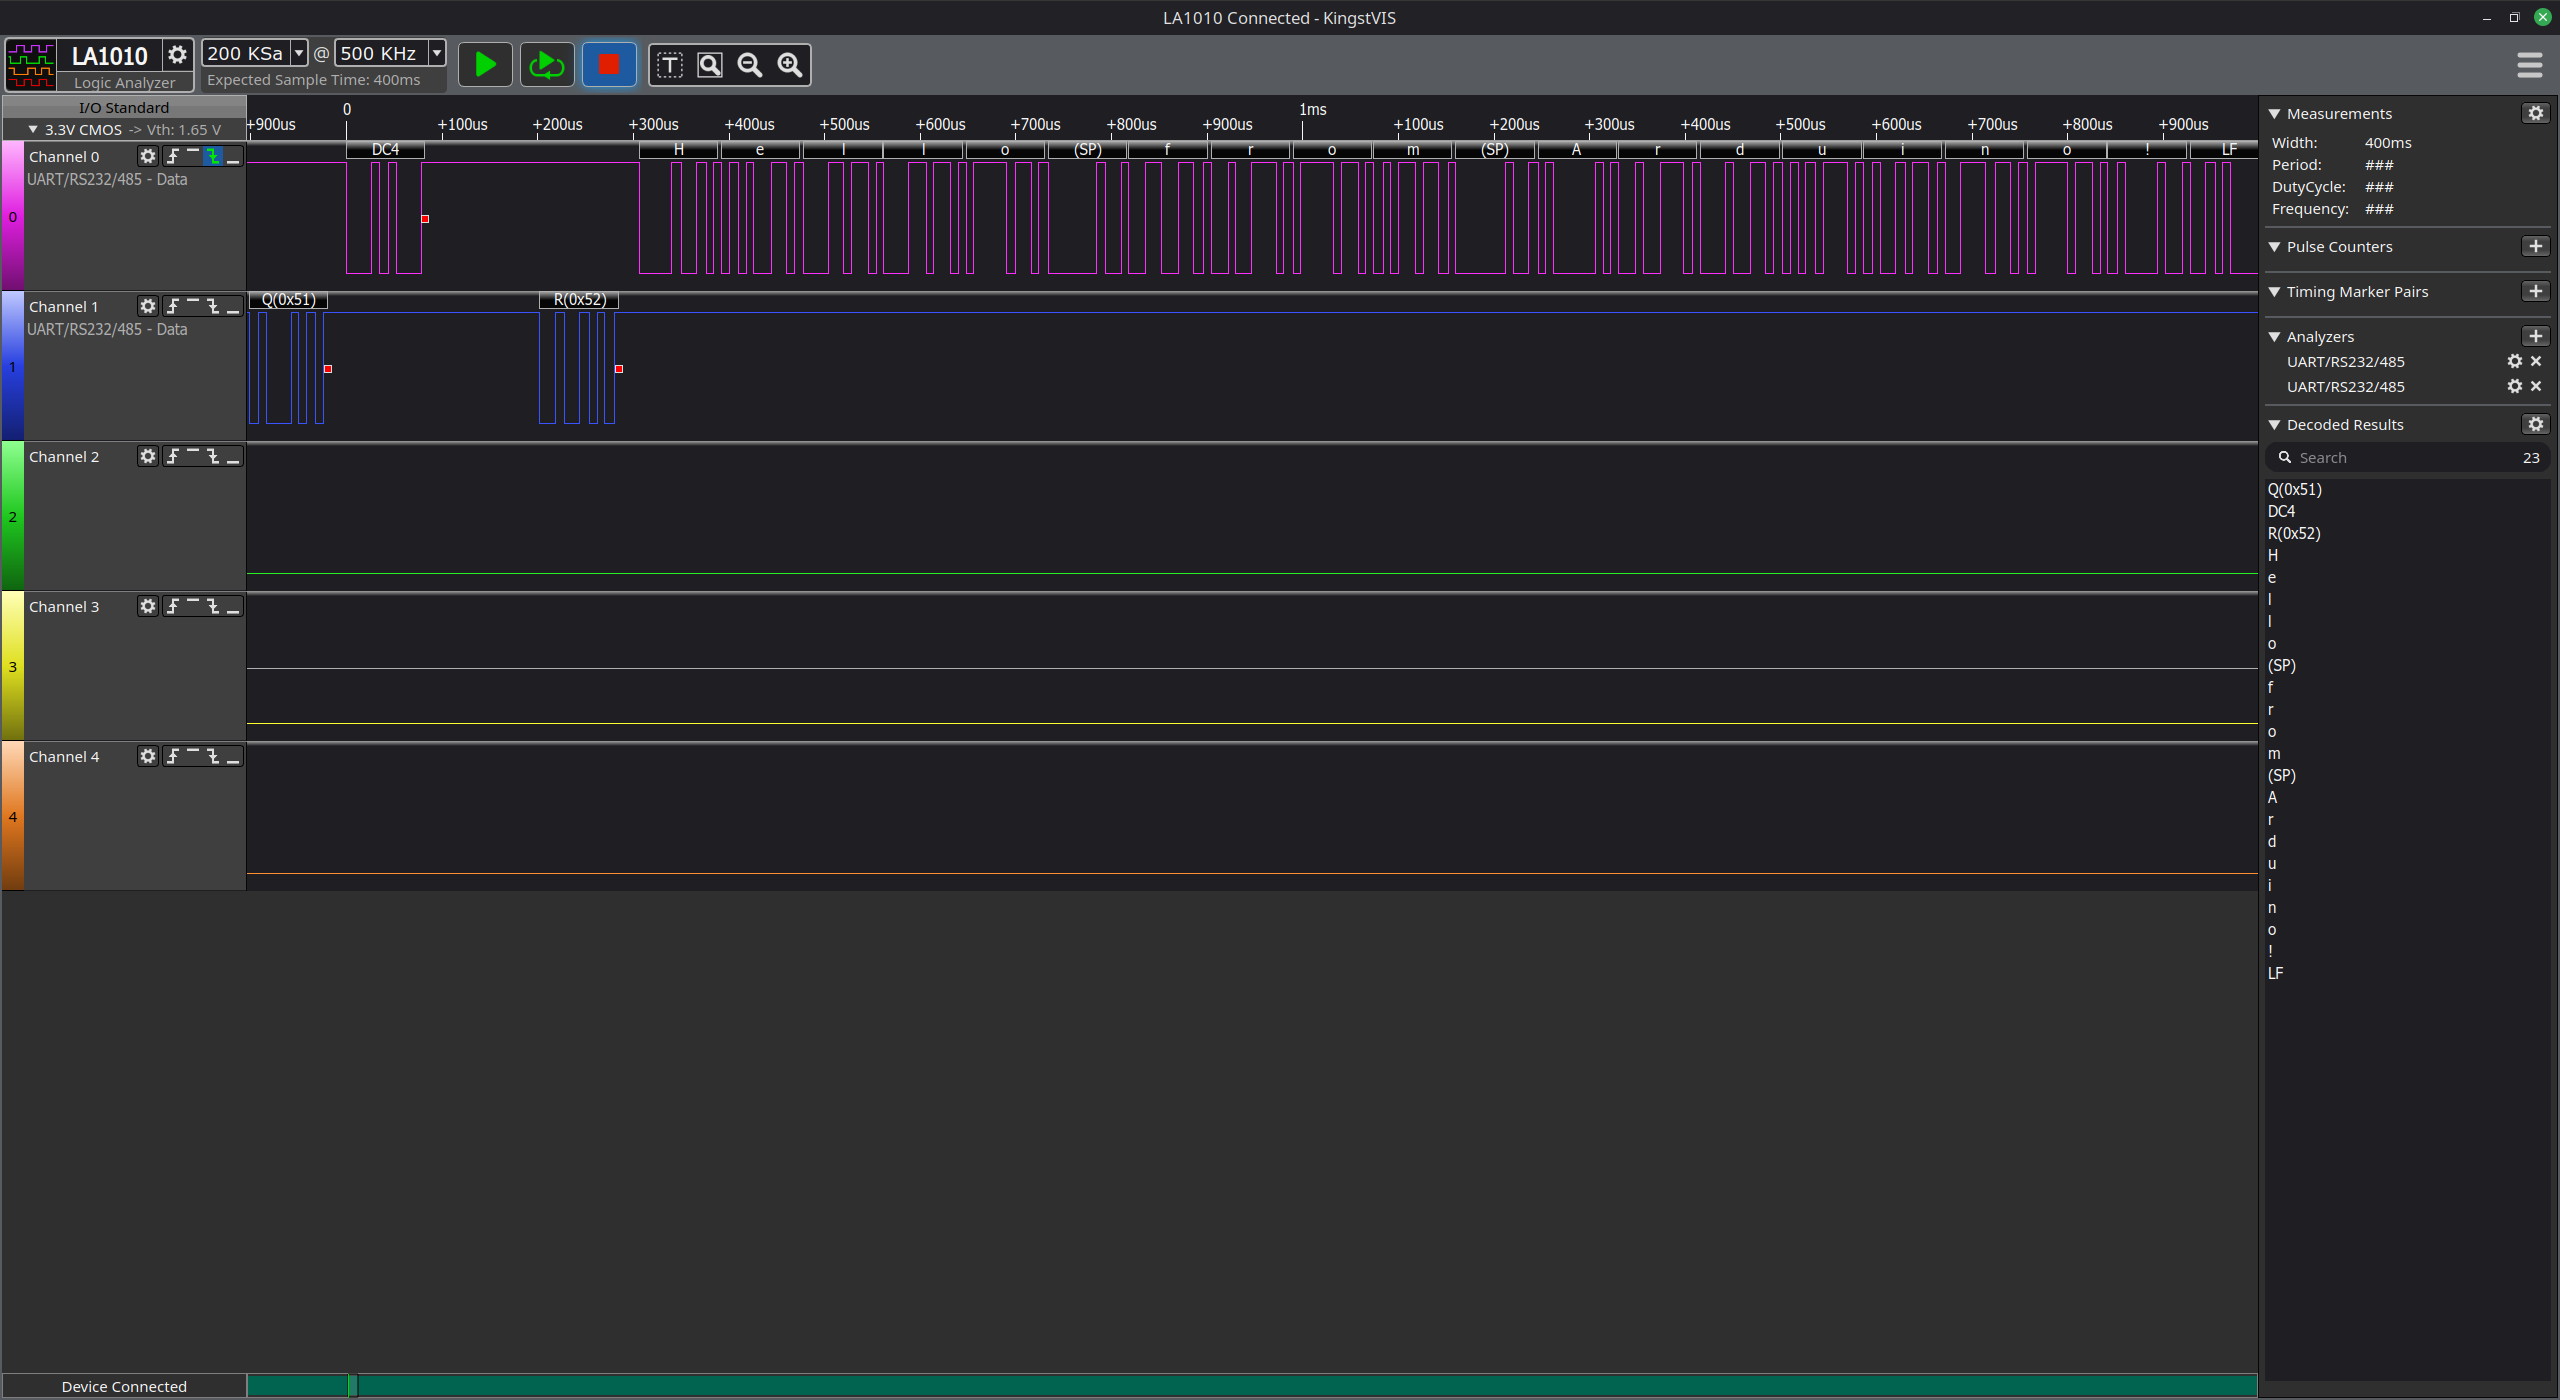 LA1010 Connected - KingstVIS
LA1010
Logic Analyzer
200 KSa @ 500 KHz
Expected Sample Time: 400ms
I/O Standard
3.3V CMOS -> Vth: 1.65 V
0 1ms
+900us +100us +200us +300us +400us +500us +600us +700us +800us +900us +100us +200us +300us +400us +500us +600us +700us +800us +900us
Channel 0
UART/RS232/485 - Data
0
DC4 H e l l o (SP) f r o m (SP) A r d u i n o ! LF
Channel 1
UART/RS232/485 - Data
1
Q(0x51) R(0x52)
Channel 2
2
Channel 3
3
Channel 4
4
Measurements
Width: 400ms
Period: ###
DutyCycle: ###
Frequency: ###
Pulse Counters
Timing Marker Pairs
Analyzers
UART/RS232/485
UART/RS232/485
Decoded Results
Search 23
Q(0x51)
DC4
R(0x52)
H
e
l
l
o
(SP)
f
r
o
m
(SP)
A
r
d
u
i
n
o
!
LF
Device Connected